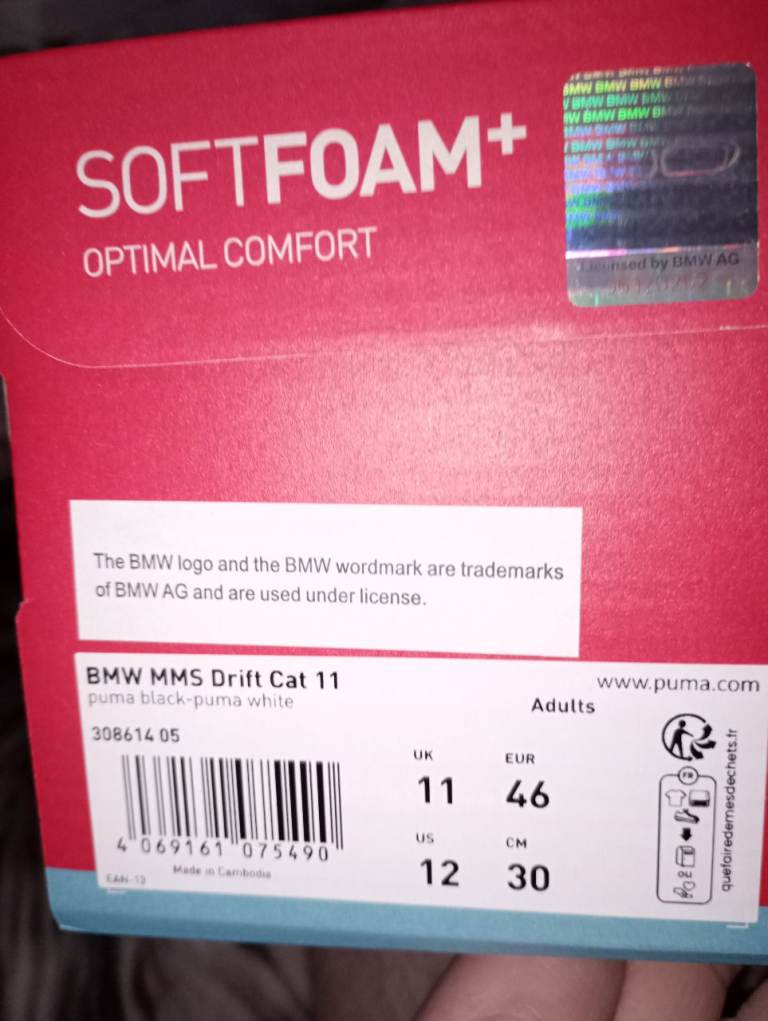 SOFTFOAM+
OPTIMAL COMFORT
BMW BMW BMW
Licensed by BMW AG
The BMW logo and the BMW wordmark are trademarks
of BMW AG and are used under license.
BMW MMS Drift Cat 11
puma black-puma white
308614 05
www.puma.com
Adults
UK
EUR
11
46
US
CM
12
30
4 069161 075490
EAN-13
Made in Cambodia
FR
quefairedemesdechets.fr